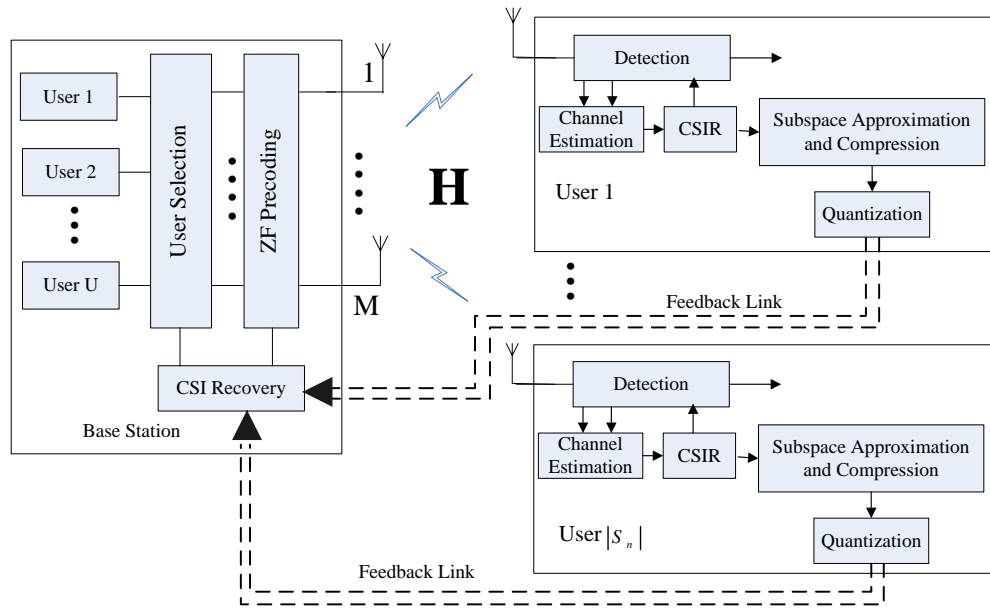 User 1
User 2
User U
User Selection
ZF Precoding
1
M
CSI Recovery
Base Station
H
Detection
Channel
Estimation
CSIR
Subspace Approximation
and Compression
User 1
Quantization
Feedback Link
Detection
Channel
Estimation
CSIR
Subspace Approximation
and Compression
User |S_n|
Quantization
Feedback Link